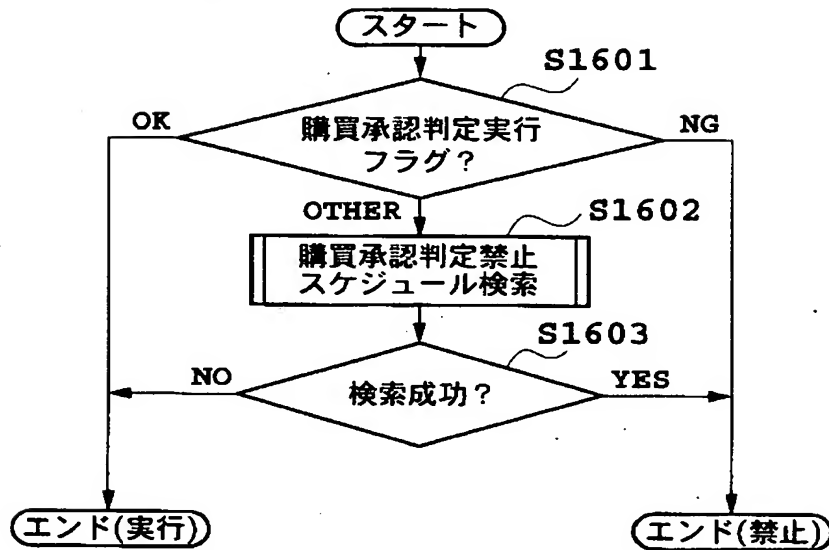 スタート
S1601
OK
購買承認判定実行
フラグ？
NG
OTHER
S1602
購買承認判定禁止
スケジュール検索
S1603
NO
検索成功？
YES
エンド(実行)
エンド(禁止)